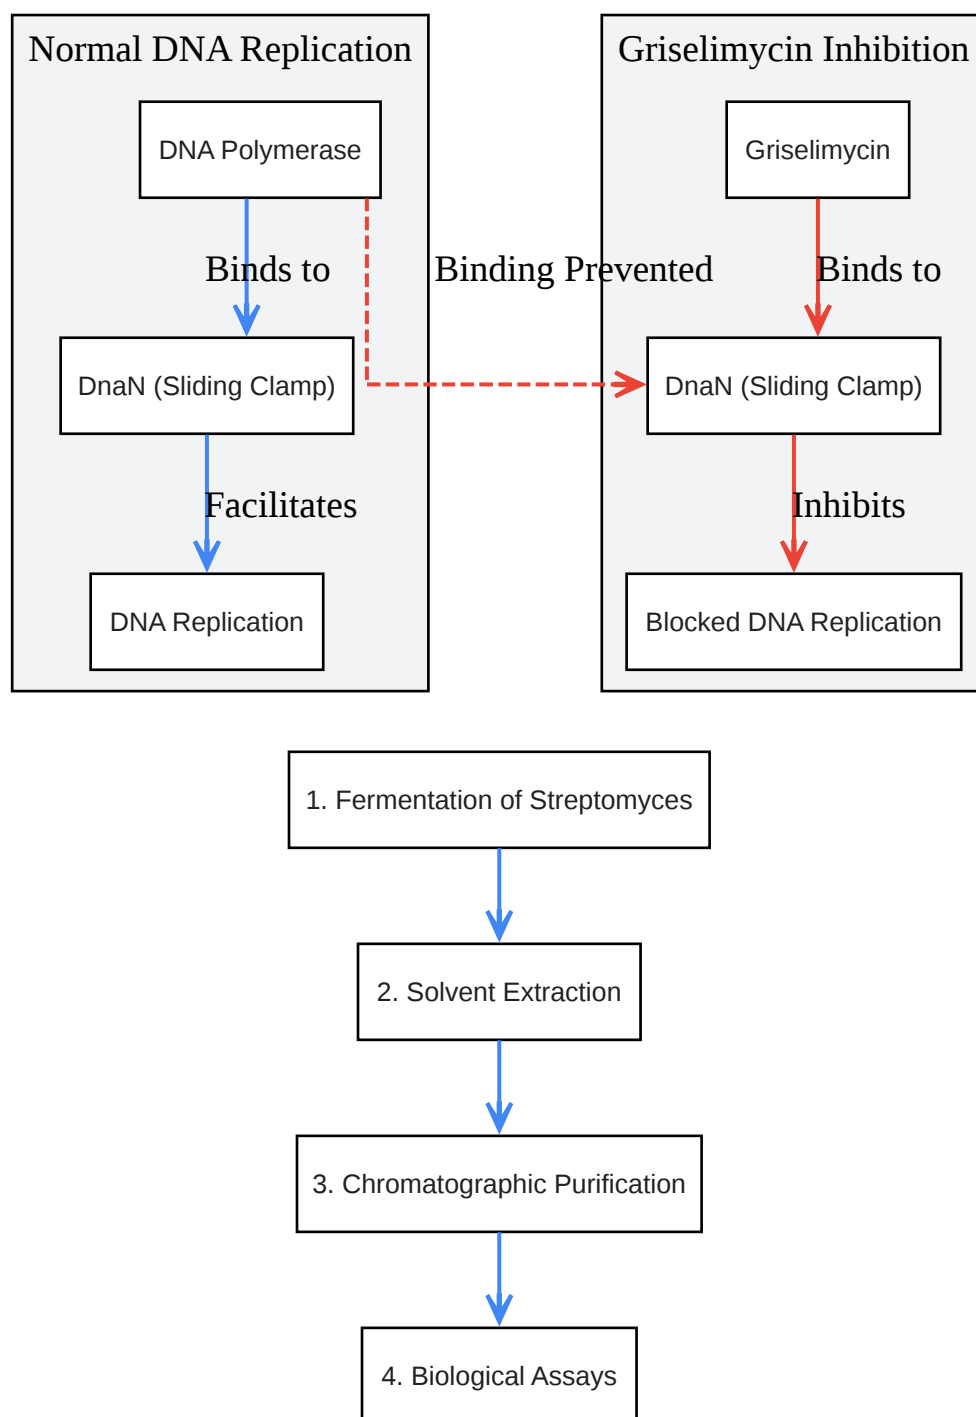 Normal DNA Replication
DNA Polymerase
Binds to
DnaN (Sliding Clamp)
Facilitates
DNA Replication
Binding Prevented
Griselimycin Inhibition
Griselimycin
Binds to
DnaN (Sliding Clamp)
Inhibits
Blocked DNA Replication
1. Fermentation of Streptomyces
2. Solvent Extraction
3. Chromatographic Purification
4. Biological Assays